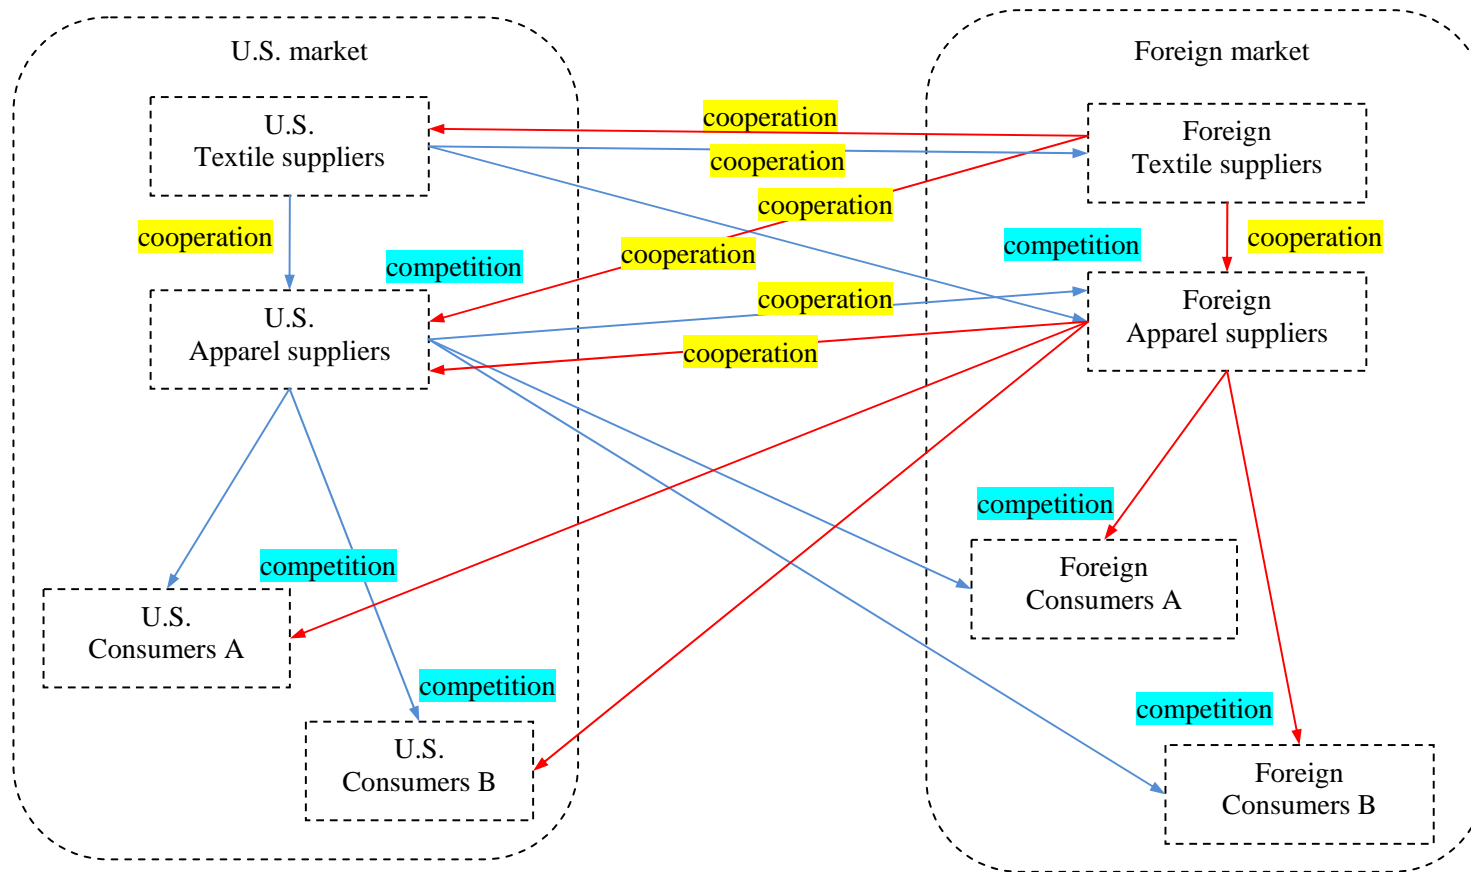 U.S. market
Foreign market
U.S.
Textile suppliers
cooperation
cooperation
Foreign
Textile suppliers
cooperation
cooperation
cooperation
cooperation
competition
competition
U.S.
Apparel suppliers
cooperation
cooperation
Foreign
Apparel suppliers
competition
competition
U.S.
Consumers A
Foreign
Consumers A
competition
competition
U.S.
Consumers B
Foreign
Consumers B